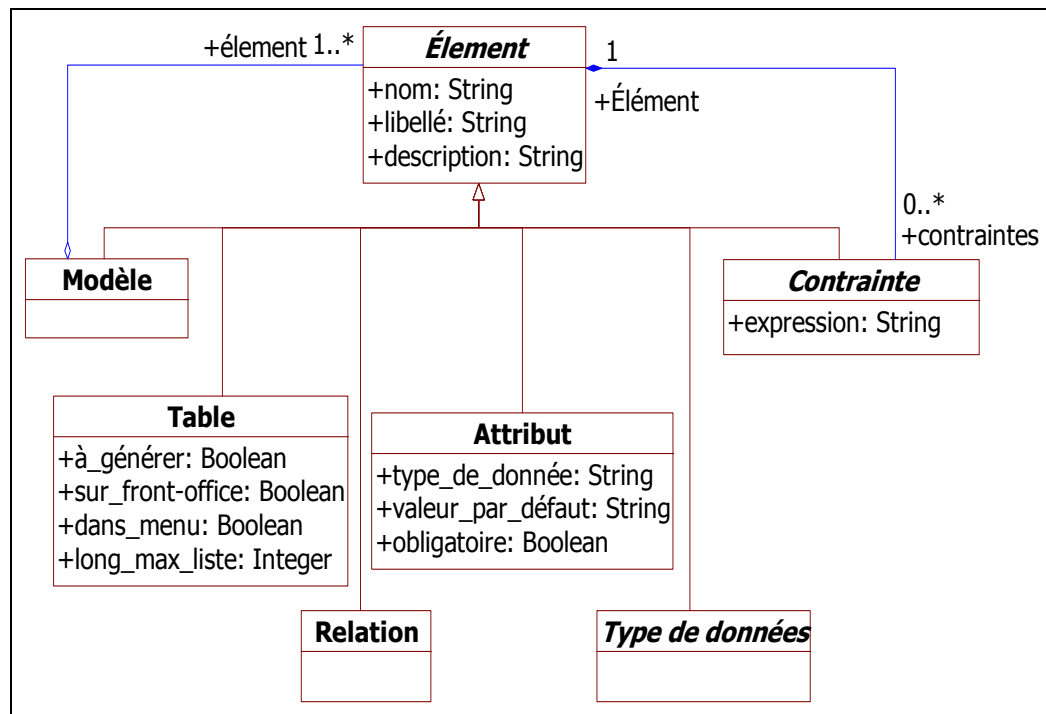 Élement
+nom: String
+libellé: String
+description: String
+élement 1..*
1
+Élément
0..*
+contraintes
Modèle
Contrainte
+expression: String
Table
+à_générer: Boolean
+sur_front-office: Boolean
+dans_menu: Boolean
+long_max_liste: Integer
Attribut
+type_de_donnée: String
+valeur_par_défaut: String
+obligatoire: Boolean
Relation
Type de données